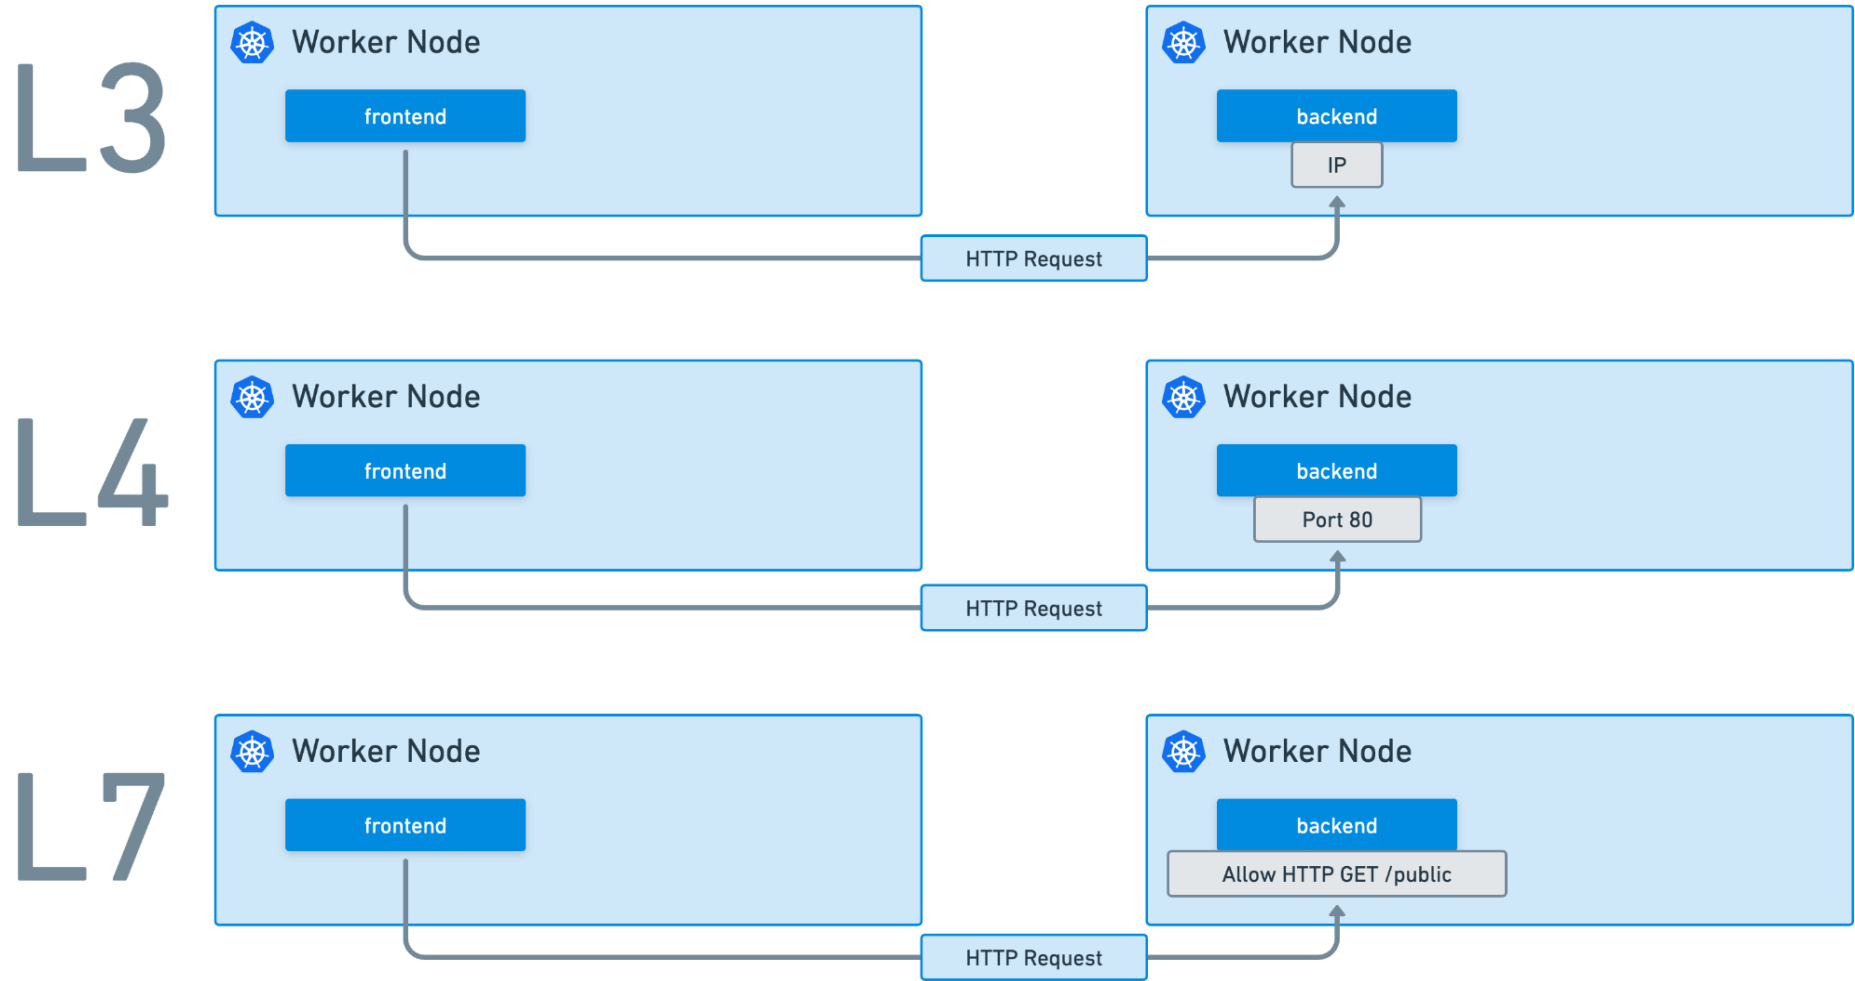 L3
Worker Node
frontend
Worker Node
backend
IP
HTTP Request
L4
Worker Node
frontend
Worker Node
backend
Port 80
HTTP Request
L7
Worker Node
frontend
Worker Node
backend
Allow HTTP GET /public
HTTP Request